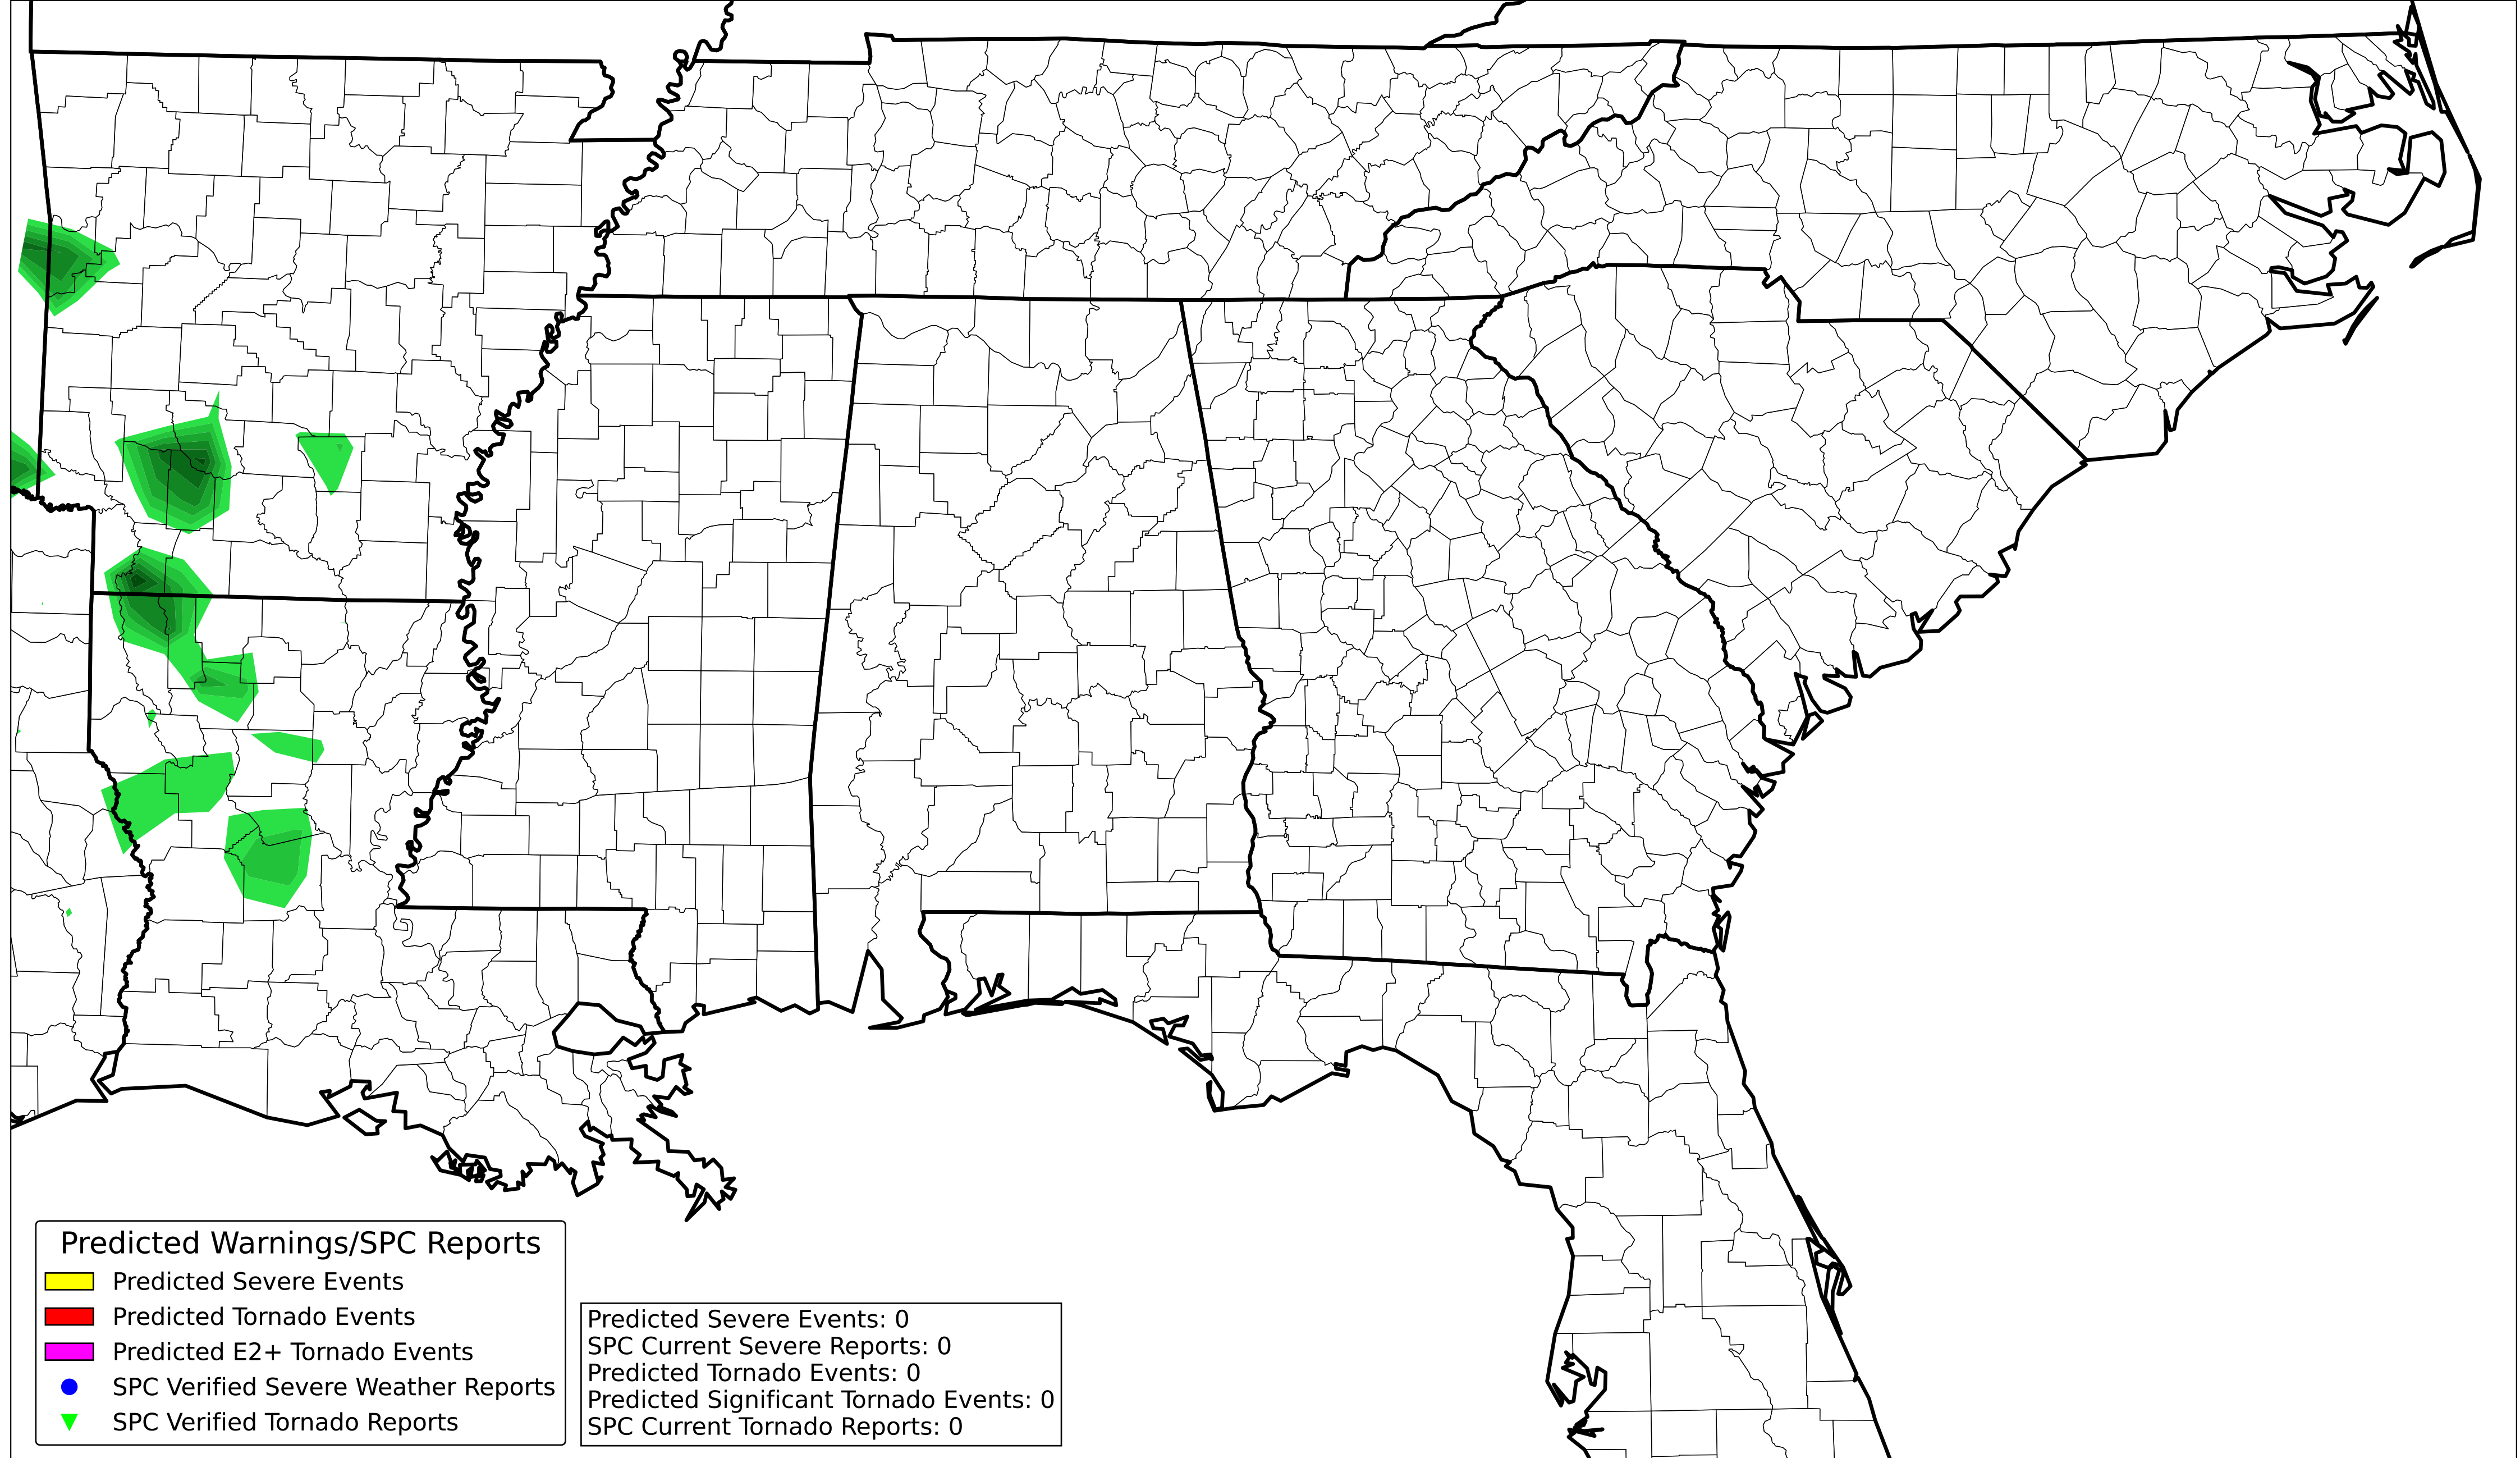 Predicted Warnings/SPC Reports
Predicted Severe Events
Predicted Tornado Events
Predicted E2+ Tornado Events
SPC Verified Severe Weather Reports
SPC Verified Tornado Reports
Predicted Severe Events: 0
SPC Current Severe Reports: 0
Predicted Tornado Events: 0
Predicted Significant Tornado Events: 0
SPC Current Tornado Reports: 0